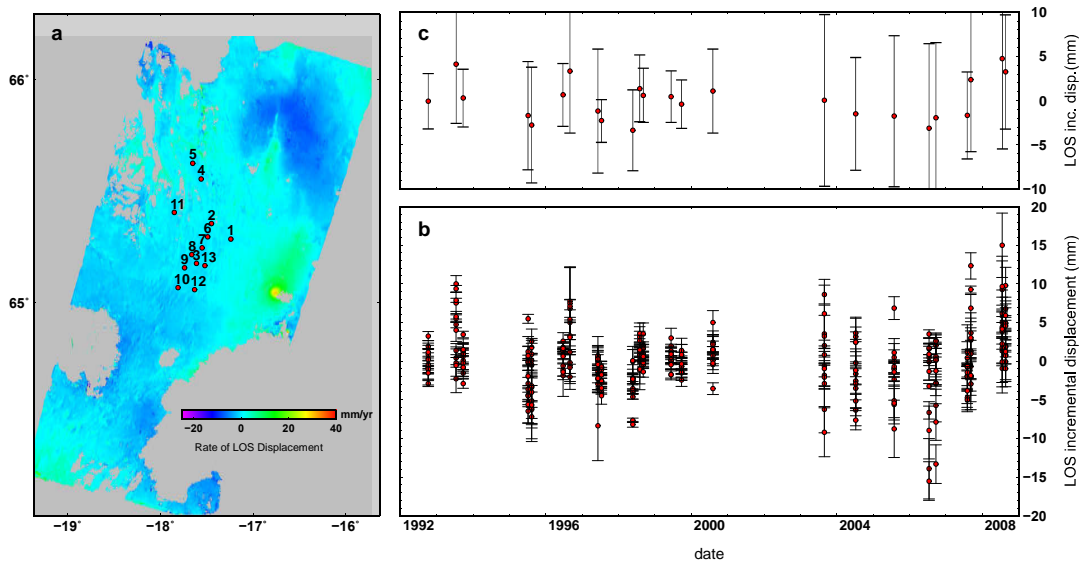 a
66
65
5
4
11
2
6
1
7
8
3
13
9
10
12
mm/yr
−20 0 20 40
Rate of LOS Displacement
−19 −18 −17 −16
c
10
5
0
−5
−10
LOS inc. disp.(mm)
b
20
15
10
5
0
−5
−10
−15
−20
LOS incremental displacement (mm)
1992 1996 2000 2004 2008
date